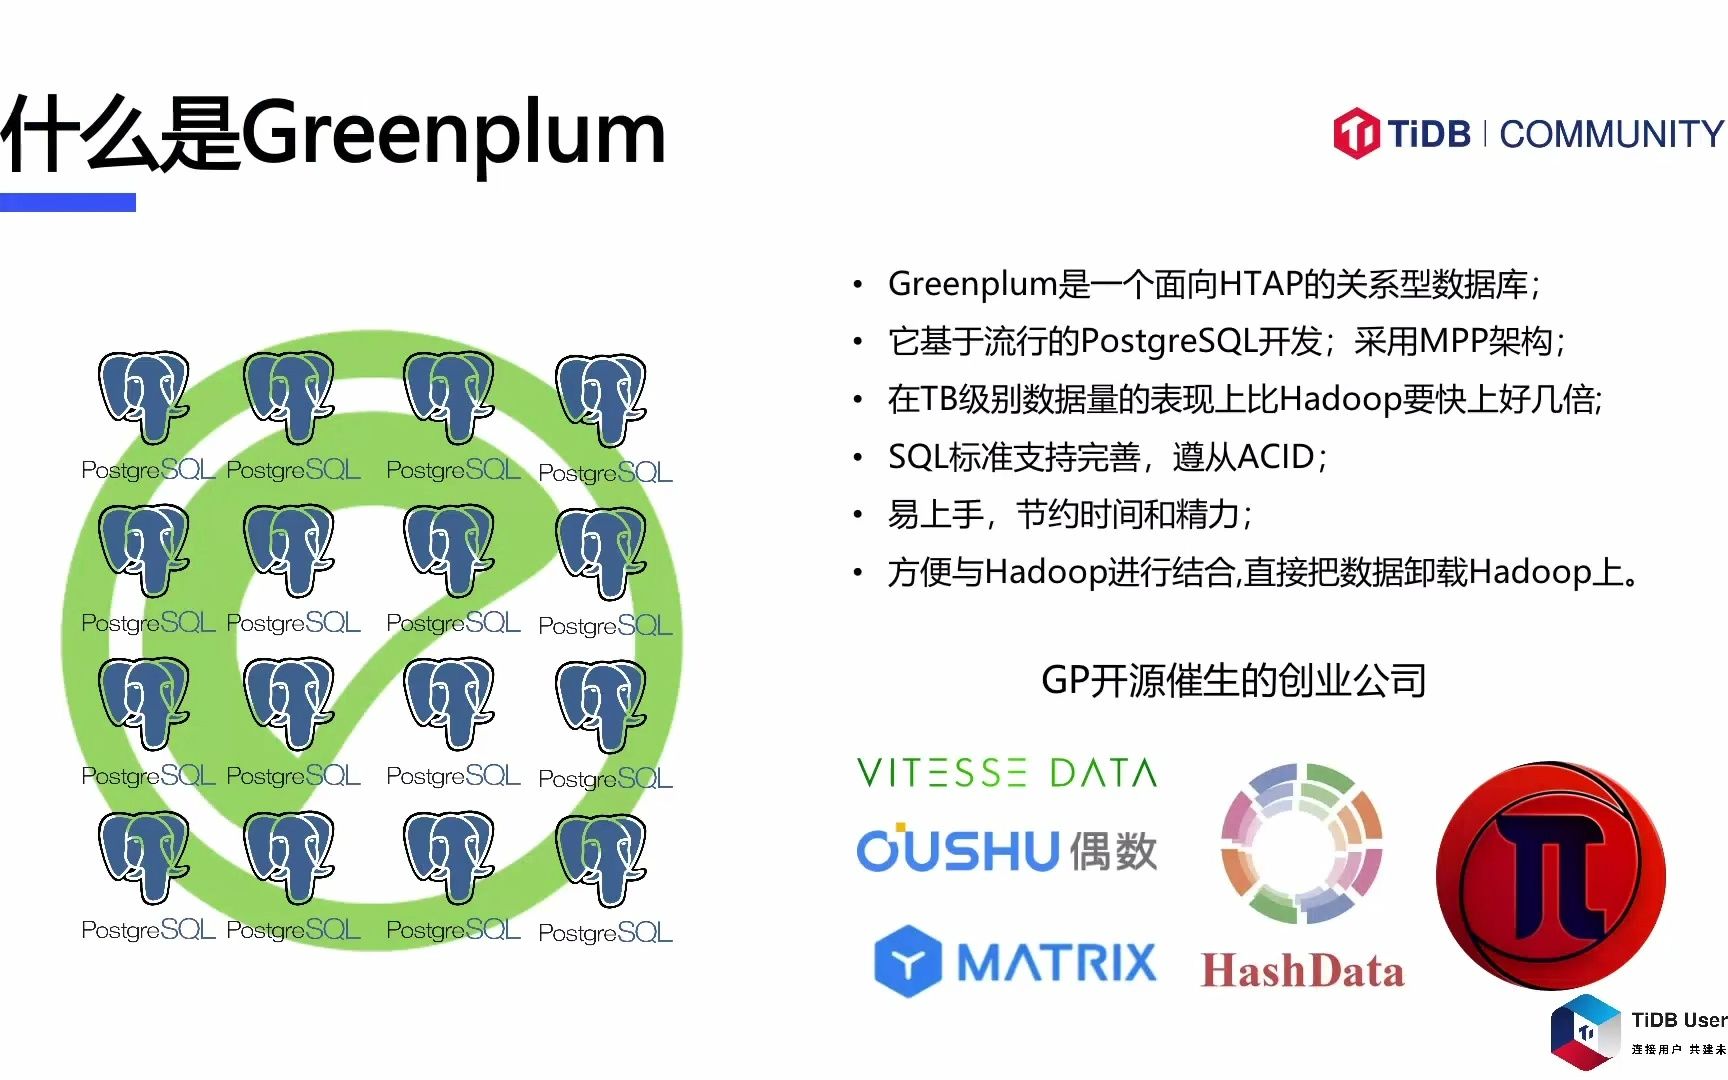 什么是Greenplum
TiDB | COMMUNITY
• Greenplum是一个面向HTAP的关系型数据库；
• 它基于流行的PostgreSQL开发；采用MPP架构；
• 在TB级别数据量的表现上比Hadoop要快上好几倍;
• SQL标准支持完善，遵从ACID；
• 易上手，节约时间和精力；
• 方便与Hadoop进行结合,直接把数据卸载Hadoop上。
PostgreSQL PostgreSQL PostgreSQL PostgreSQL
PostgreSQL PostgreSQL PostgreSQL PostgreSQL
PostgreSQL PostgreSQL PostgreSQL PostgreSQL
PostgreSQL PostgreSQL PostgreSQL PostgreSQL
GP开源催生的创业公司
VITESSE DATA
OUSHU 偶数
MATRIX
HashData
π
TiDB User
连接用户 共建未